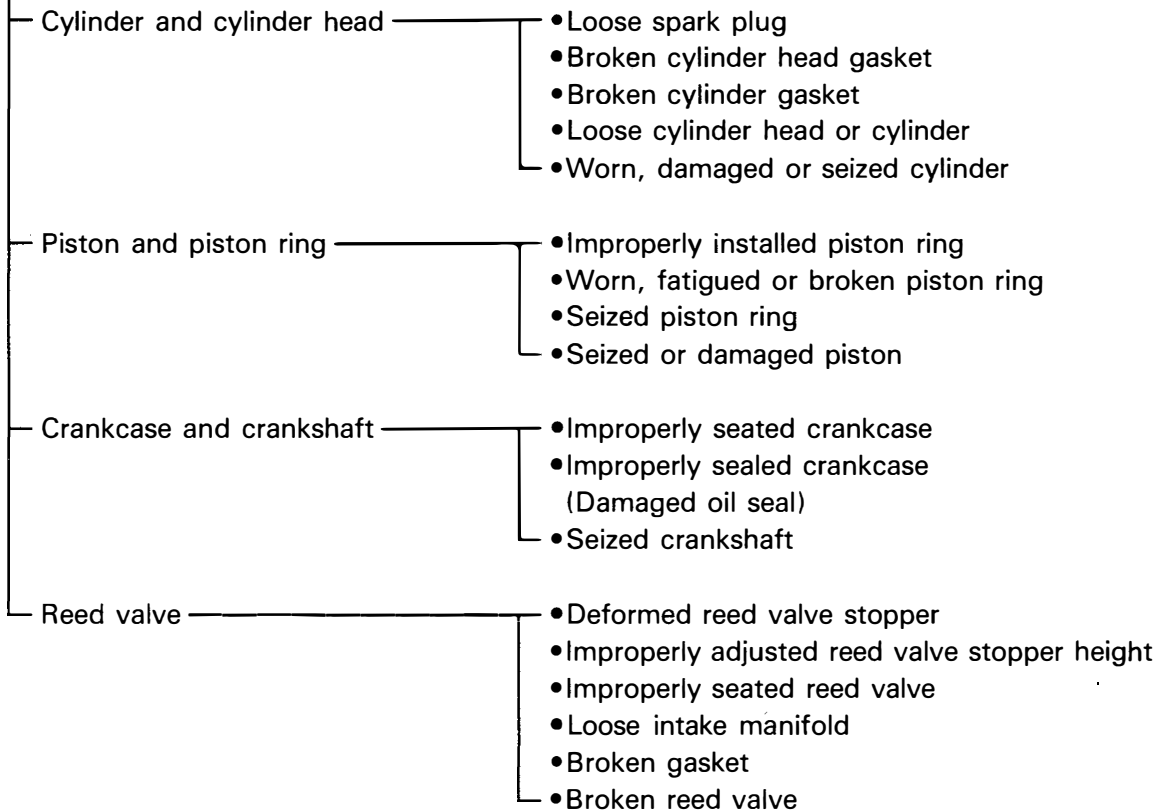 Cylinder and cylinder head
•Loose spark plug
•Broken cylinder head gasket
•Broken cylinder gasket
•Loose cylinder head or cylinder
•Worn, damaged or seized cylinder
Piston and piston ring
•Improperly installed piston ring
•Worn, fatigued or broken piston ring
•Seized piston ring
•Seized or damaged piston
Crankcase and crankshaft
•Improperly seated crankcase
•Improperly sealed crankcase
(Damaged oil seal)
•Seized crankshaft
Reed valve
•Deformed reed valve stopper
•Improperly adjusted reed valve stopper height
•Improperly seated reed valve
•Loose intake manifold
•Broken gasket
•Broken reed valve